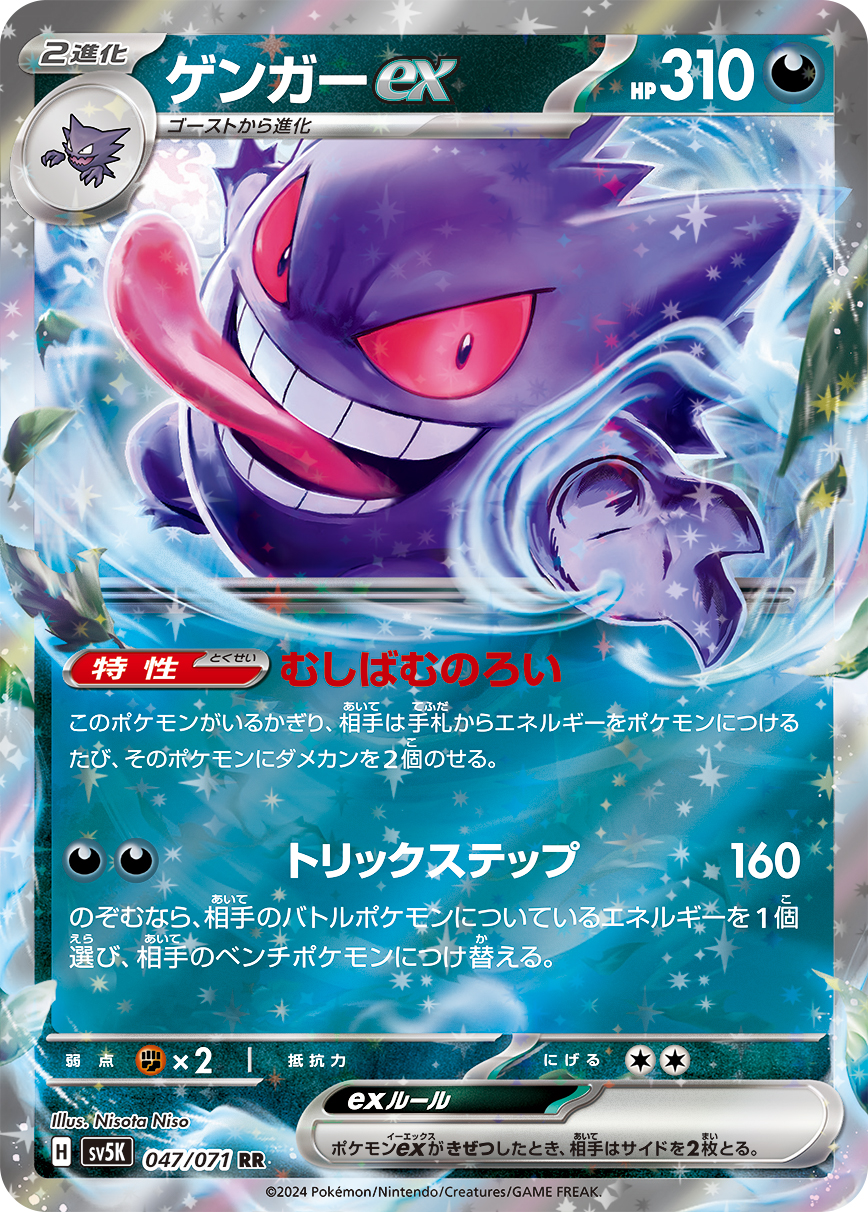 2進化
ゲンガーex
HP310
ゴーストから進化
特性 とくせい
むしばむのろい
このポケモンがいるかぎり、相手は手札からエネルギーをポケモンにつける
たび、そのポケモンにダメカンを2個のせる。
トリックステップ 160
のぞむなら、相手のバトルポケモンについているエネルギーを1個
選び、相手のベンチポケモンにつけ替える。
弱点 ×2 抵抗力 にげる
exルール
ポケモンexがきぜつしたとき、相手はサイドを2枚とる。
Illus. Nisota Niso
H SV5K 047/071 RR
©2024 Pokémon/Nintendo/Creatures/GAME FREAK.